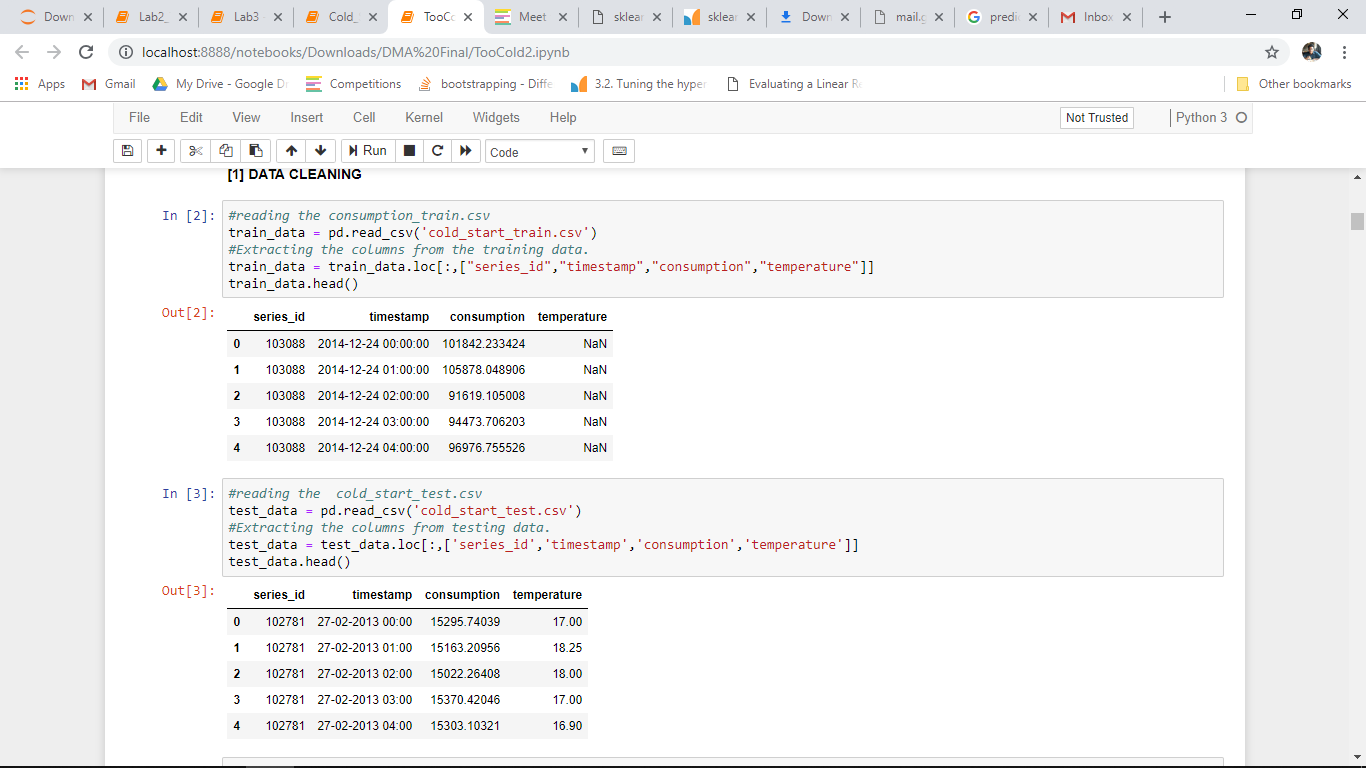 Down Lab2_ Lab3 Cold_ TooCo Meet sklear sklear Down mail.g predi Inbox
localhost:8888/notebooks/Downloads/DMA%20Final/TooCold2.ipynb
Apps Gmail My Drive - Google Dr Competitions bootstrapping - Diffe 3.2. Tuning the hyper Evaluating a Linear Re Other bookmarks
File Edit View Insert Cell Kernel Widgets Help Not Trusted Python 3
Run Code
[1] DATA CLEANING
In [2]: #reading the consumption_train.csv
train_data = pd.read_csv('cold_start_train.csv')
#Extracting the columns from the training data.
train_data = train_data.loc[:,["series_id","timestamp","consumption","temperature"]]
train_data.head()
Out[2]:
series_id timestamp consumption temperature
0 103088 2014-12-24 00:00:00 101842.233424 NaN
1 103088 2014-12-24 01:00:00 105878.048906 NaN
2 103088 2014-12-24 02:00:00 91619.105008 NaN
3 103088 2014-12-24 03:00:00 94473.706203 NaN
4 103088 2014-12-24 04:00:00 96976.755526 NaN
In [3]: #reading the  cold_start_test.csv
test_data = pd.read_csv('cold_start_test.csv')
#Extracting the columns from testing data.
test_data = test_data.loc[:,['series_id','timestamp','consumption','temperature']]
test_data.head()
Out[3]:
series_id timestamp consumption temperature
0 102781 27-02-2013 00:00 15295.74039 17.00
1 102781 27-02-2013 01:00 15163.20956 18.25
2 102781 27-02-2013 02:00 15022.26408 18.00
3 102781 27-02-2013 03:00 15370.42046 17.00
4 102781 27-02-2013 04:00 15303.10321 16.90